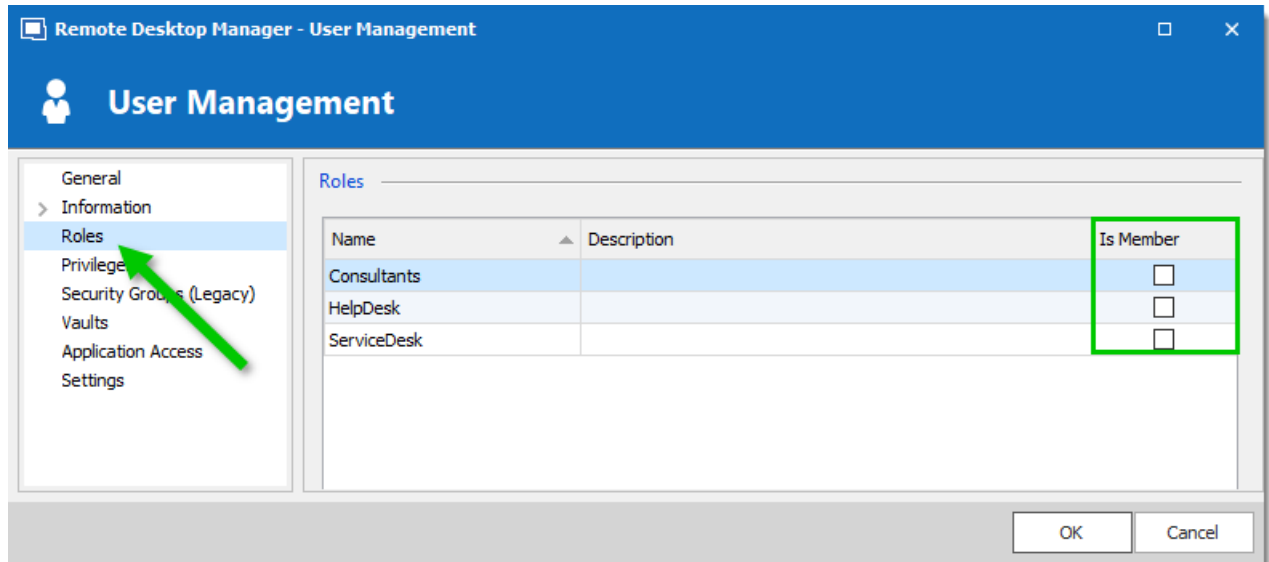 Remote Desktop Manager - User Management
User Management
General
Information
Roles
Privilege
Security Groups (Legacy)
Vaults
Application Access
Settings
Roles
Name Description Is Member
Consultants
HelpDesk
ServiceDesk
OK Cancel